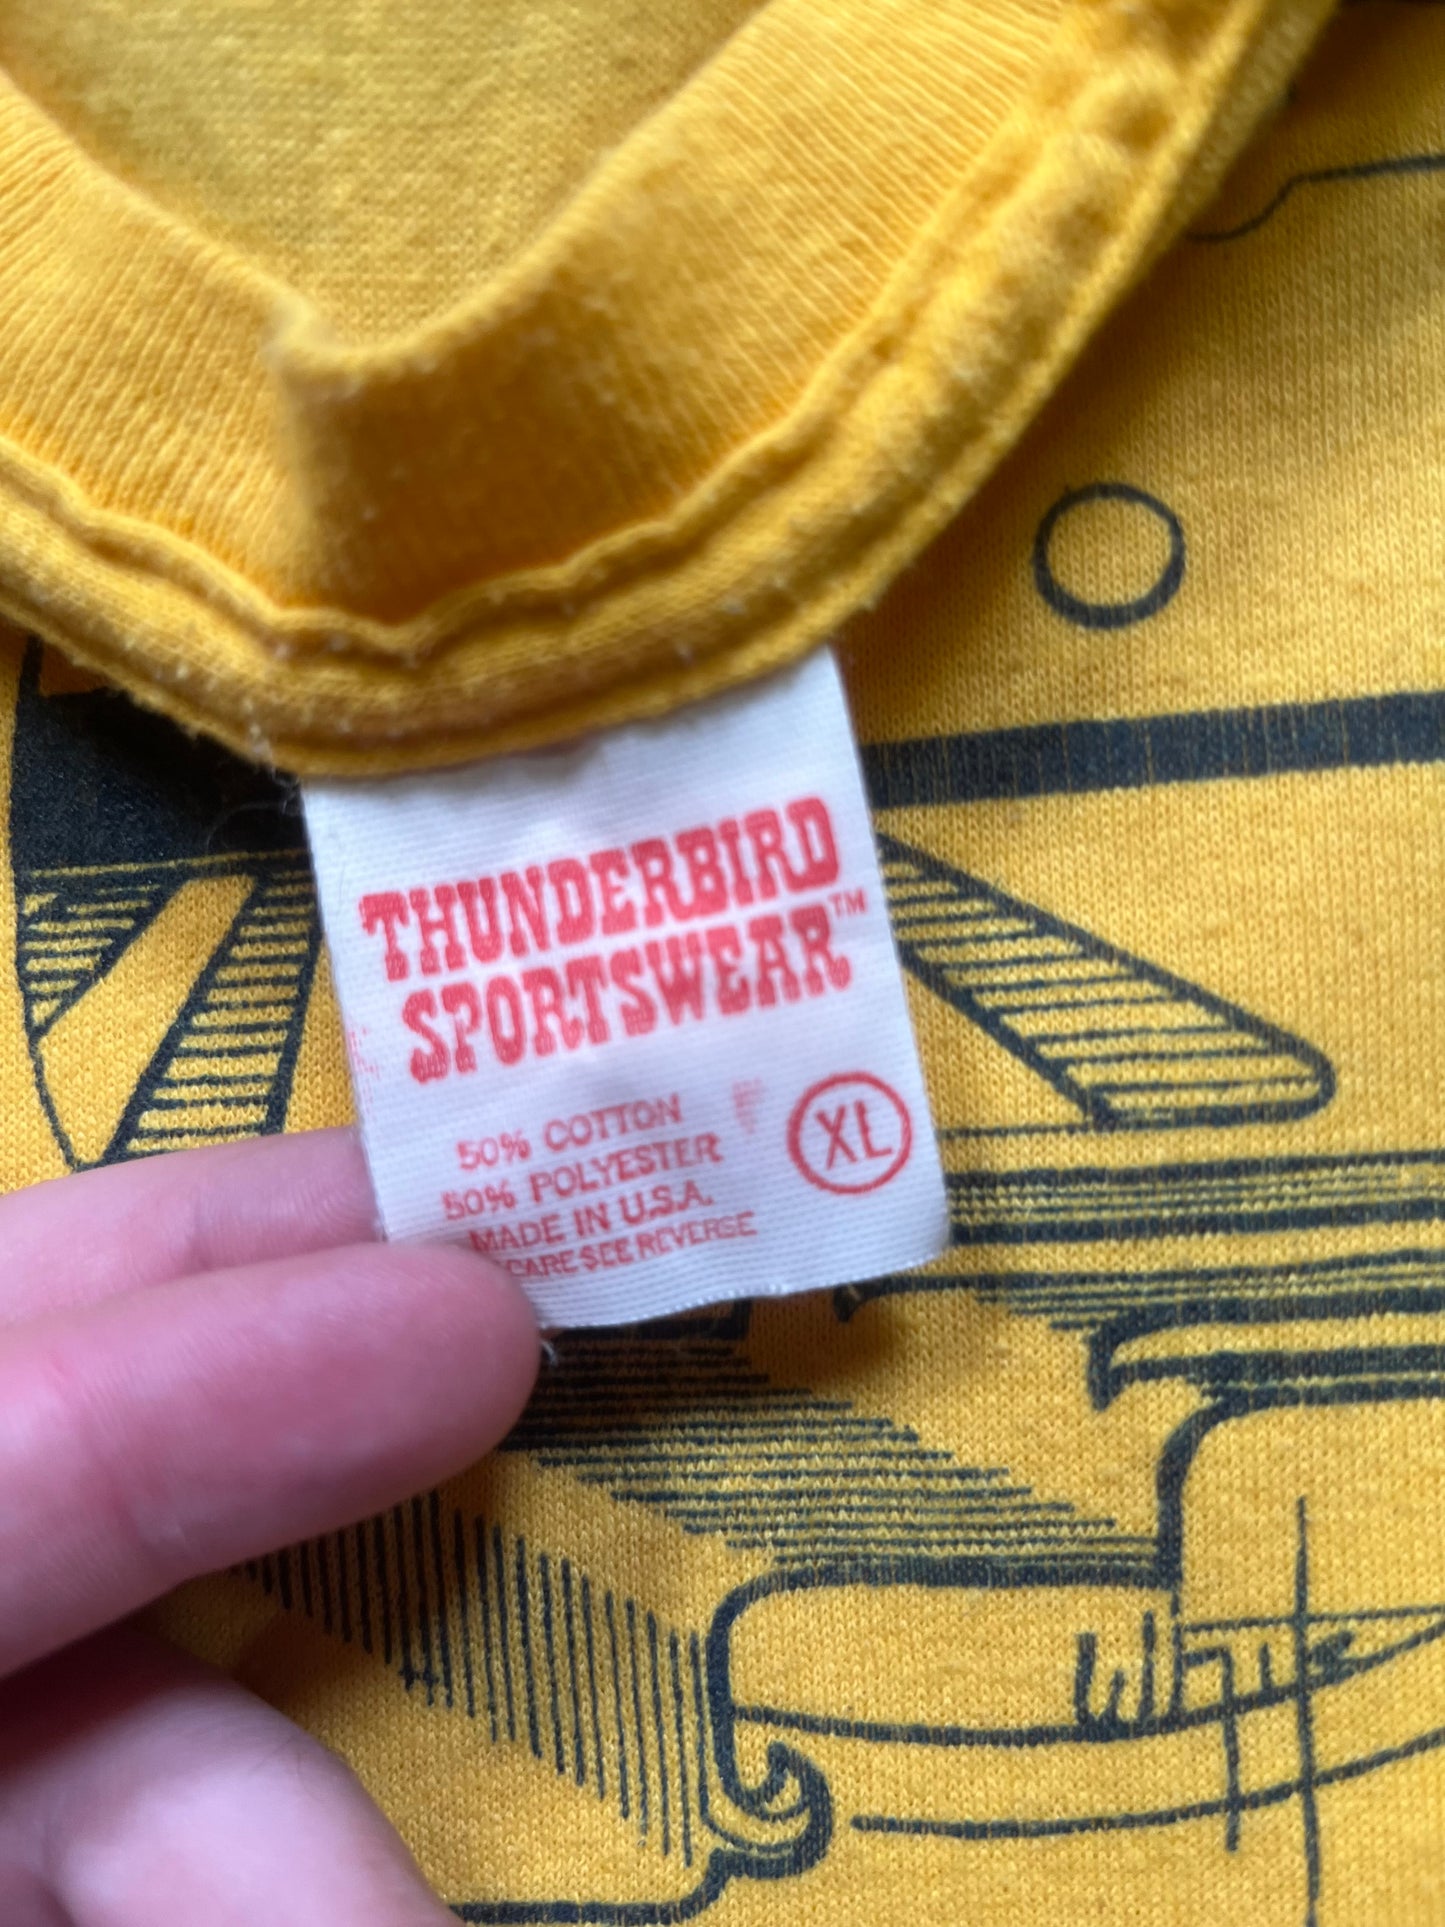 THUNDERBIRD
SPORTSWEAR™
50% COTTON
50% POLYESTER
MADE IN U.S.A.
CARE SEE REVERSE
XL